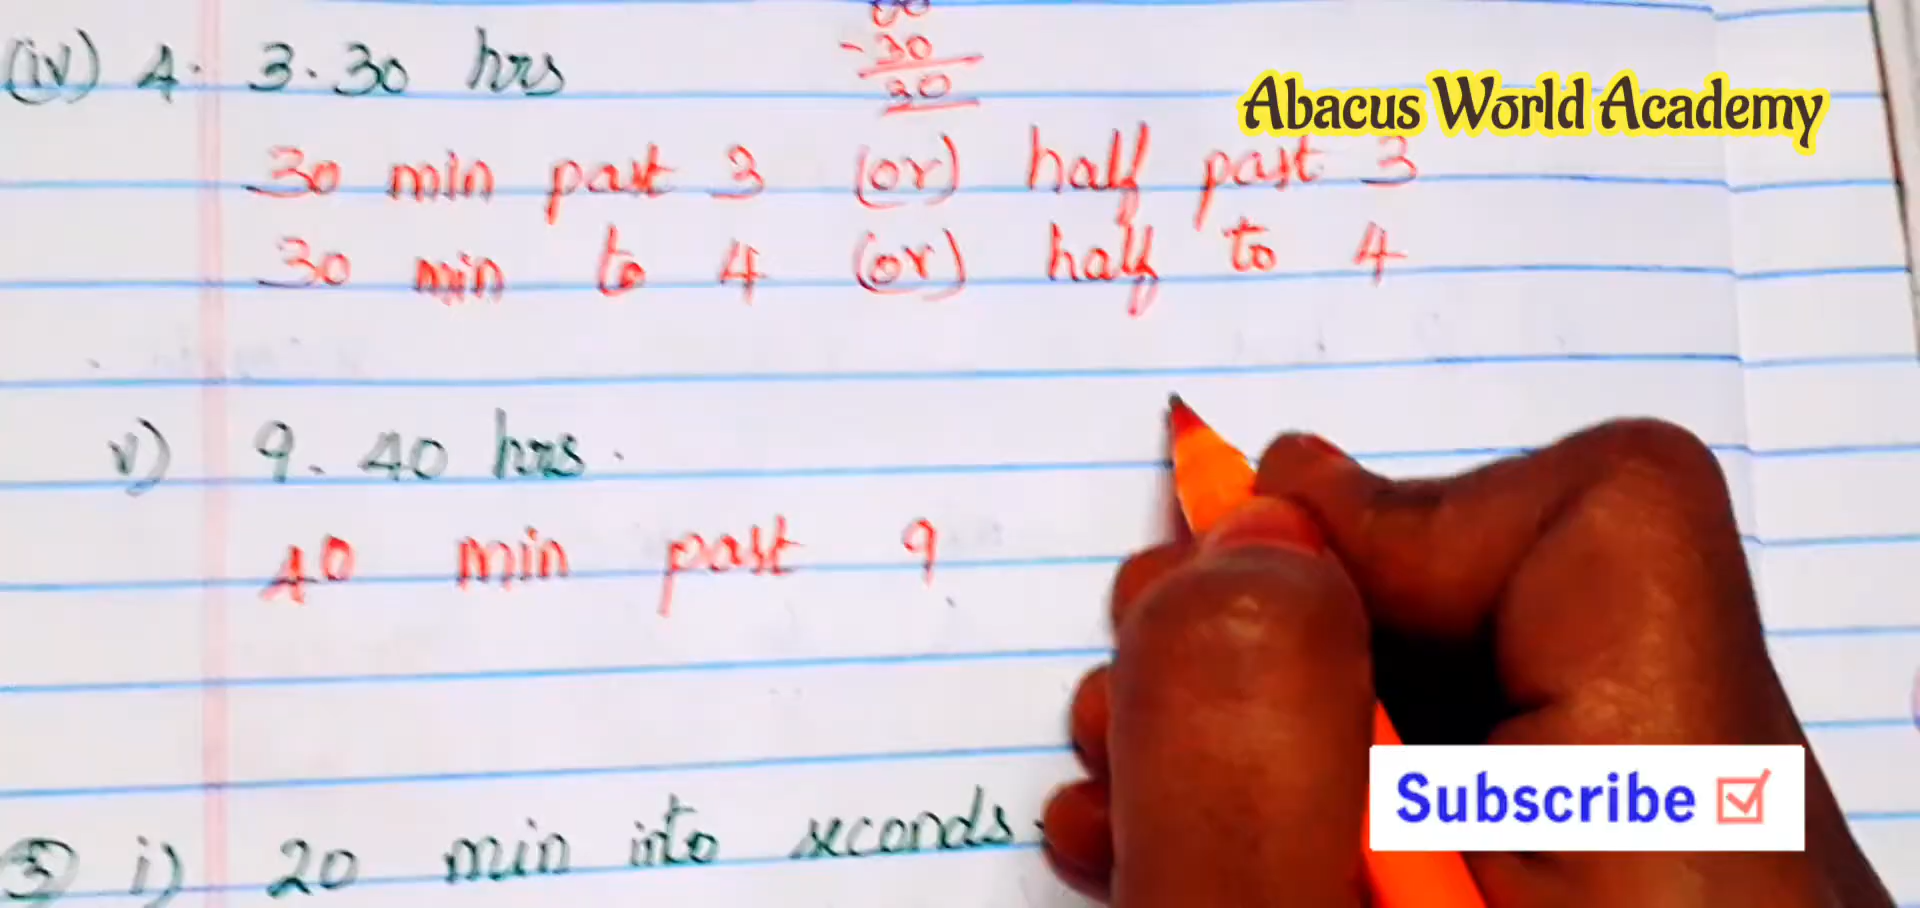 60
- 30
30
(iv) 4. 3.30 hrs
Abacus World Academy
30 min past 3 (or) half past 3
30 min to 4 (or) half to 4
v) 9.40 hrs.
40 min past 9
Subscribe
3 i) 20 min into seconds.